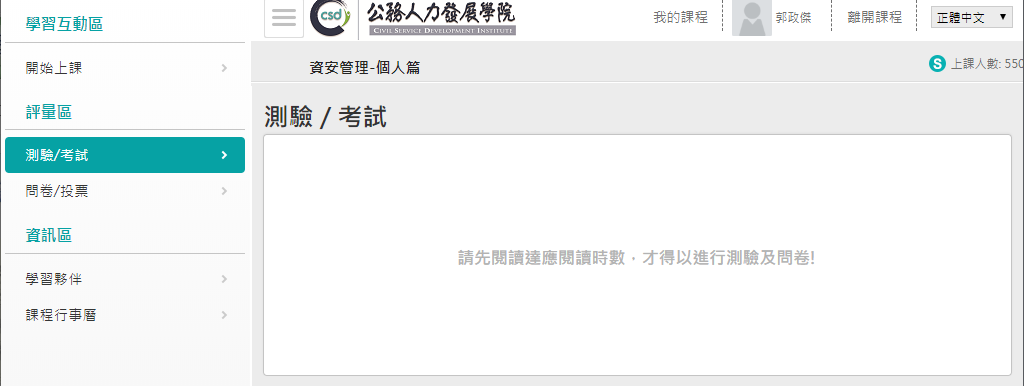 學習互動區
開始上課
評量區
測驗/考試
問卷/投票
資訊區
學習夥伴
課程行事曆
csdi
公務人力發展學院
CIVIL SERVICE DEVELOPMENT INSTITUTE
我的課程
郭政傑
離開課程
正體中文
資安管理-個人篇
S 上課人數: 550
測驗 / 考試
請先閱讀達應閱讀時數，才得以進行測驗及問卷!